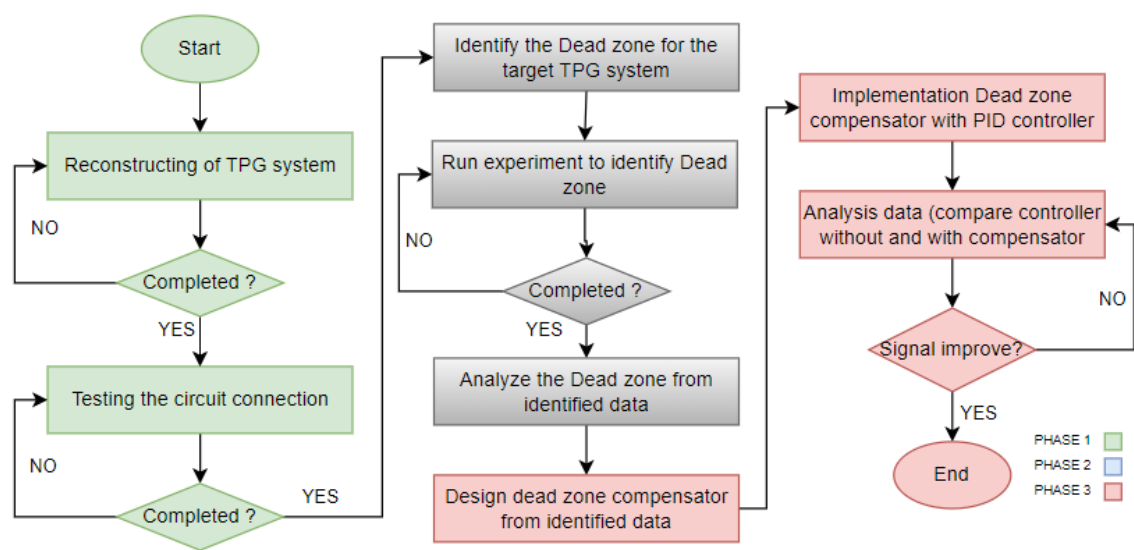 Start
Reconstructing of TPG system
NO
Completed ?
YES
Testing the circuit connection
NO
Completed ?
YES
Identify the Dead zone for the
target TPG system
Run experiment to identify Dead
zone
NO
Completed ?
YES
Analyze the Dead zone from
identified data
Design dead zone compensator
from identified data
Implementation Dead zone
compensator with PID controller
Analysis data (compare controller
without and with compensator
NO
Signal improve?
YES
End
PHASE 1
PHASE 2
PHASE 3